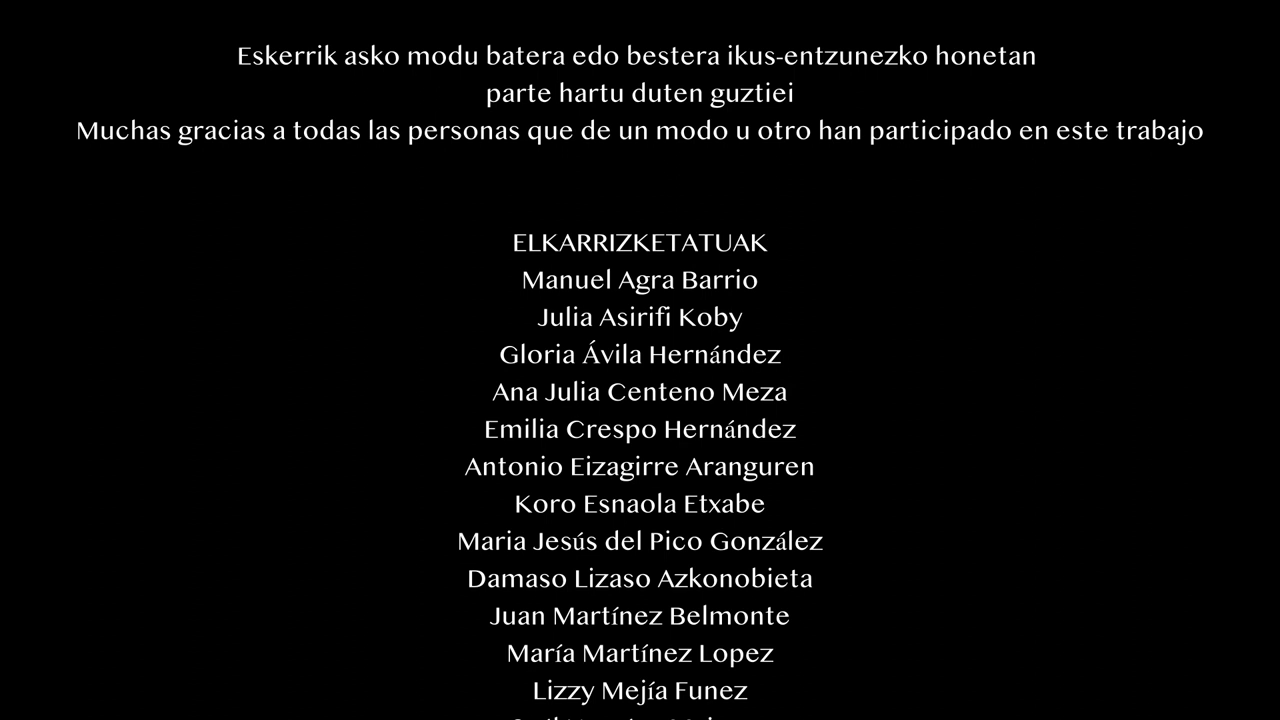 Eskerrik asko modu batera edo bestera ikus-entzunezko honetan
parte hartu duten guztiei
Muchas gracias a todas las personas que de un modo u otro han participado en este trabajo
ELKARRIZKETATUAK
Manuel Agra Barrio
Julia Asirifi Koby
Gloria Ávila Hernández
Ana Julia Centeno Meza
Emilia Crespo Hernández
Antonio Eizagirre Aranguren
Koro Esnaola Etxabe
Maria Jesús del Pico González
Damaso Lizaso Azkonobieta
Juan Martínez Belmonte
María Martínez Lopez
Lizzy Mejía Funez